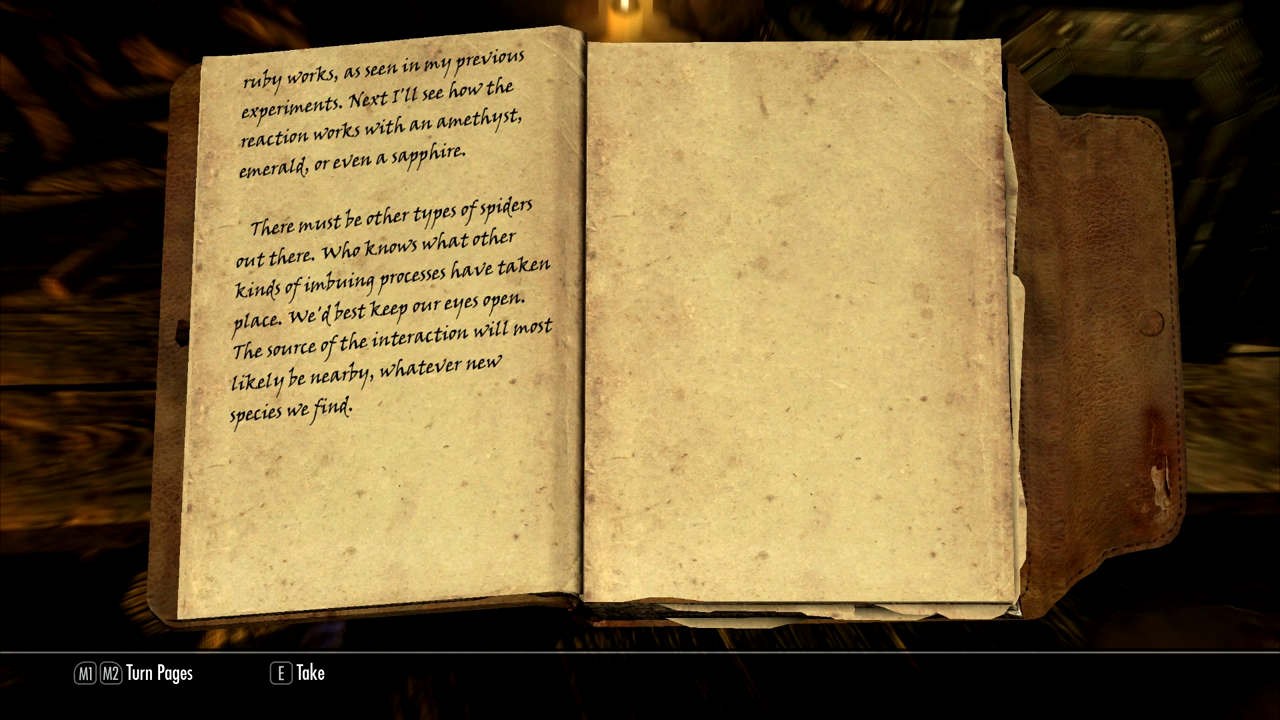 ruby works, as seen in my previous
experiments. Next I'll see how the
reaction works with an amethyst,
emerald, or even a sapphire.
There must be other types of spiders
out there. Who knows what other
kinds of imbuing processes have taken
place. We'd best keep our eyes open.
The source of the interaction will most
likely be nearby, whatever new
species we find.
M1 M2 Turn Pages
E Take